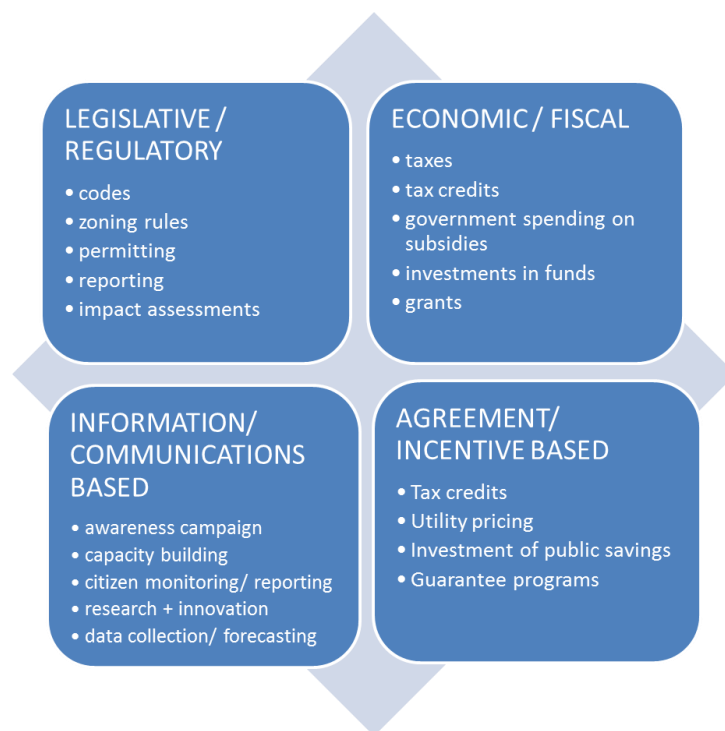 LEGISLATIVE /
REGULATORY
• codes
• zoning rules
• permitting
• reporting
• impact assessments
ECONOMIC / FISCAL
• taxes
• tax credits
• government spending on
subsidies
• investments in funds
• grants
INFORMATION/
COMMUNICATIONS
BASED
• awareness campaign
• capacity building
• citizen monitoring/ reporting
• research + innovation
• data collection/ forecasting
AGREEMENT/
INCENTIVE BASED
• Tax credits
• Utility pricing
• Investment of public savings
• Guarantee programs